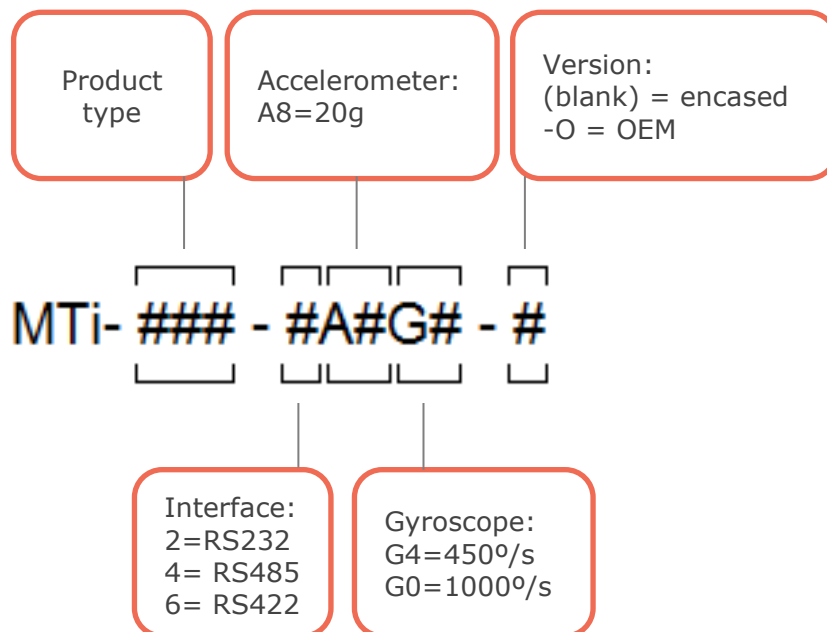 Product
type
Accelerometer:
A8=20g
Version:
(blank) = encased
-O = OEM
MTi- ### - #A#G# - #
Interface:
2=RS232
4= RS485
6= RS422
Gyroscope:
G4=450º/s
G0=1000º/s